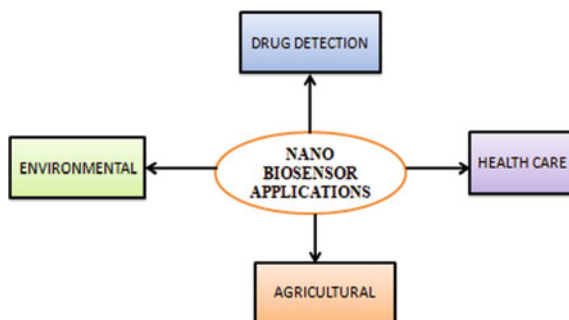 DRUG DETECTION
ENVIRONMENTAL
NANO
BIOSENSOR
APPLICATIONS
HEALTH CARE
AGRICULTURAL